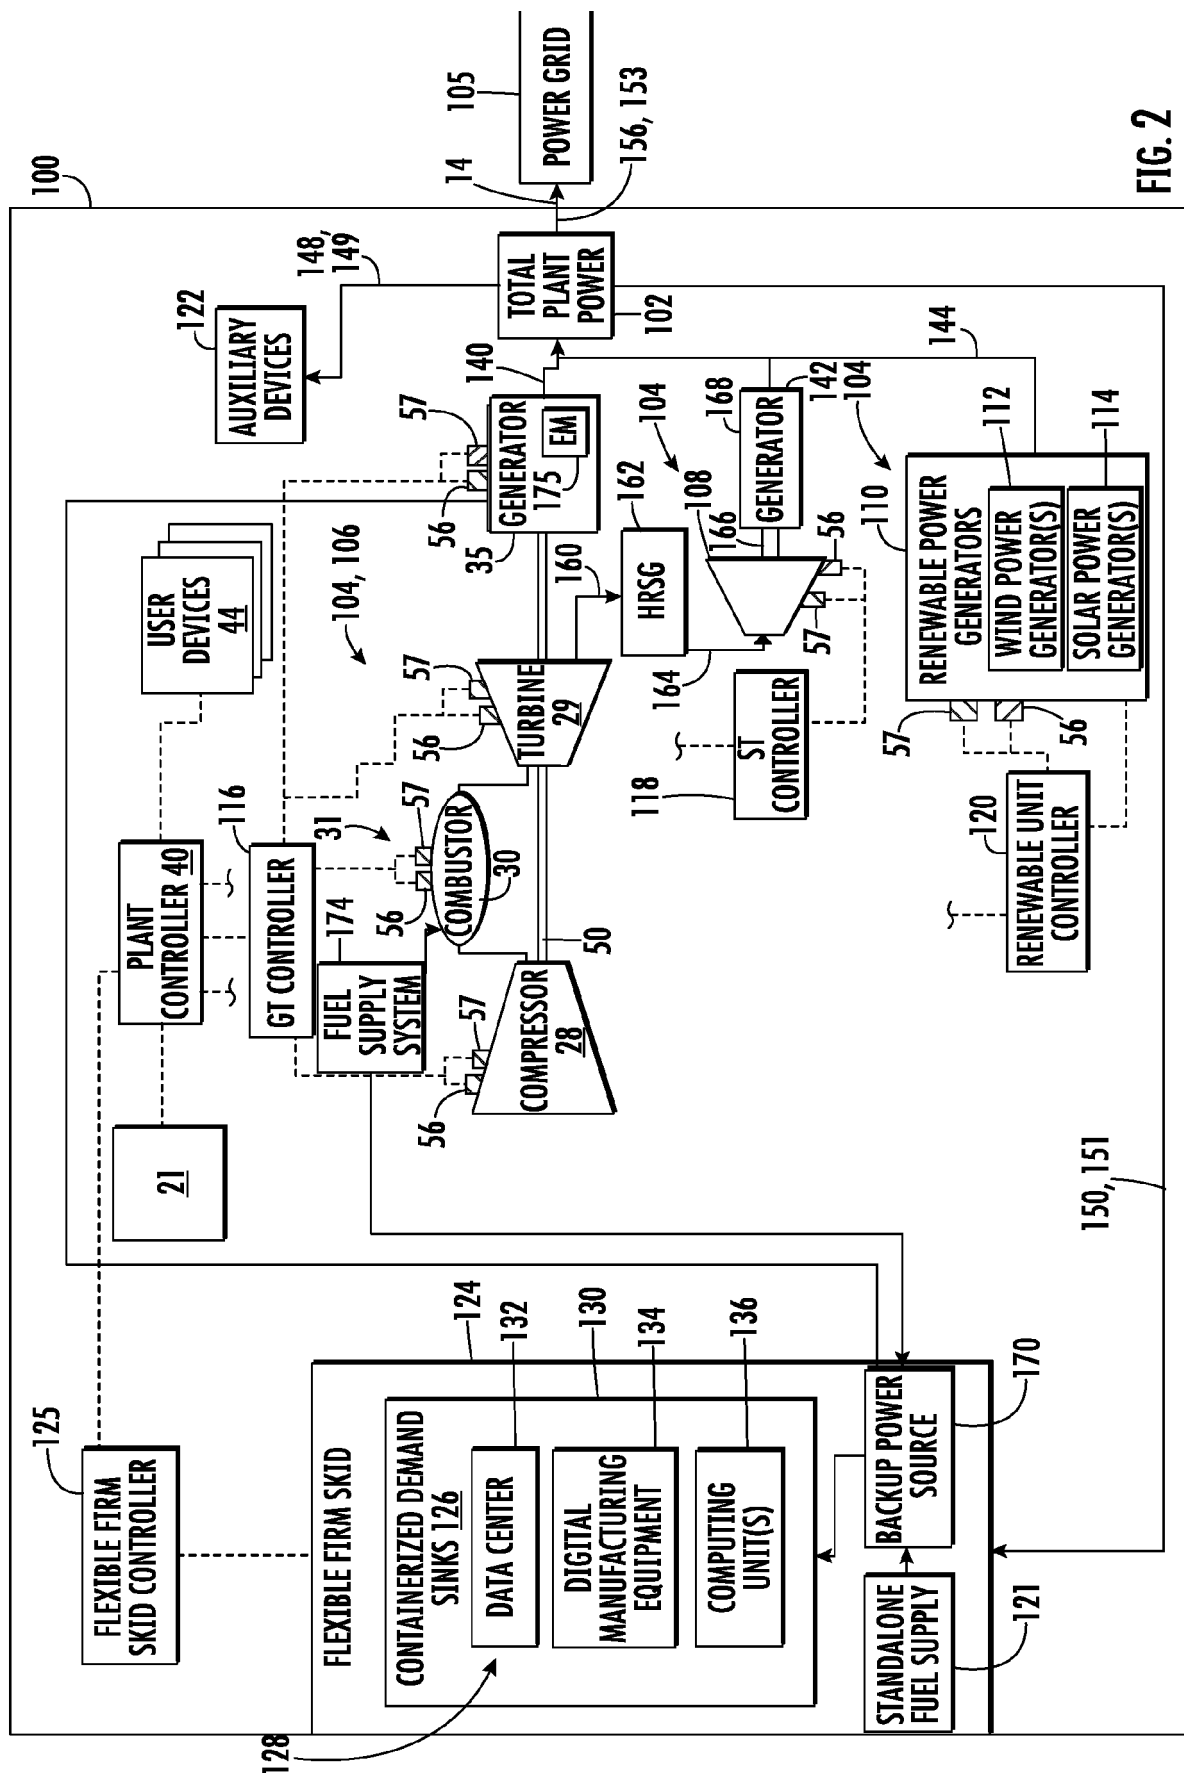 125
FLEXIBLE FIRM
SKID CONTROLLER
21
PLANT
CONTROLLER 40
USER
DEVICES
44
AUXILIARY
DEVICES
122
148,
149
100
116
GT CONTROLLER
174
FUEL
SUPPLY
SYSTEM
31
104, 106
56
57
56
57
56
57
56
57
COMPRESSOR
28
50
COMBUSTOR
30
TURBINE
29
160
35
GENERATOR
EM
175
140
TOTAL
PLANT
POWER
102
14
156, 153
105
POWER GRID
162
HRSG
164
104
108
166
168
GENERATOR
142
144
56
57
118
ST
CONTROLLER
104
110
RENEWABLE POWER
GENERATORS
WIND POWER
GENERATOR(S)
112
SOLAR POWER
GENERATOR(S)
114
57
56
120
RENEWABLE UNIT
CONTROLLER
FLEXIBLE FIRM SKID
124
CONTAINERIZED DEMAND
SINKS 126
130
128
DATA CENTER
132
DIGITAL
MANUFACTURING
EQUIPMENT
134
COMPUTING
UNIT(S)
136
STANDALONE
FUEL SUPPLY
121
BACKUP POWER
SOURCE
170
150, 151
FIG. 2